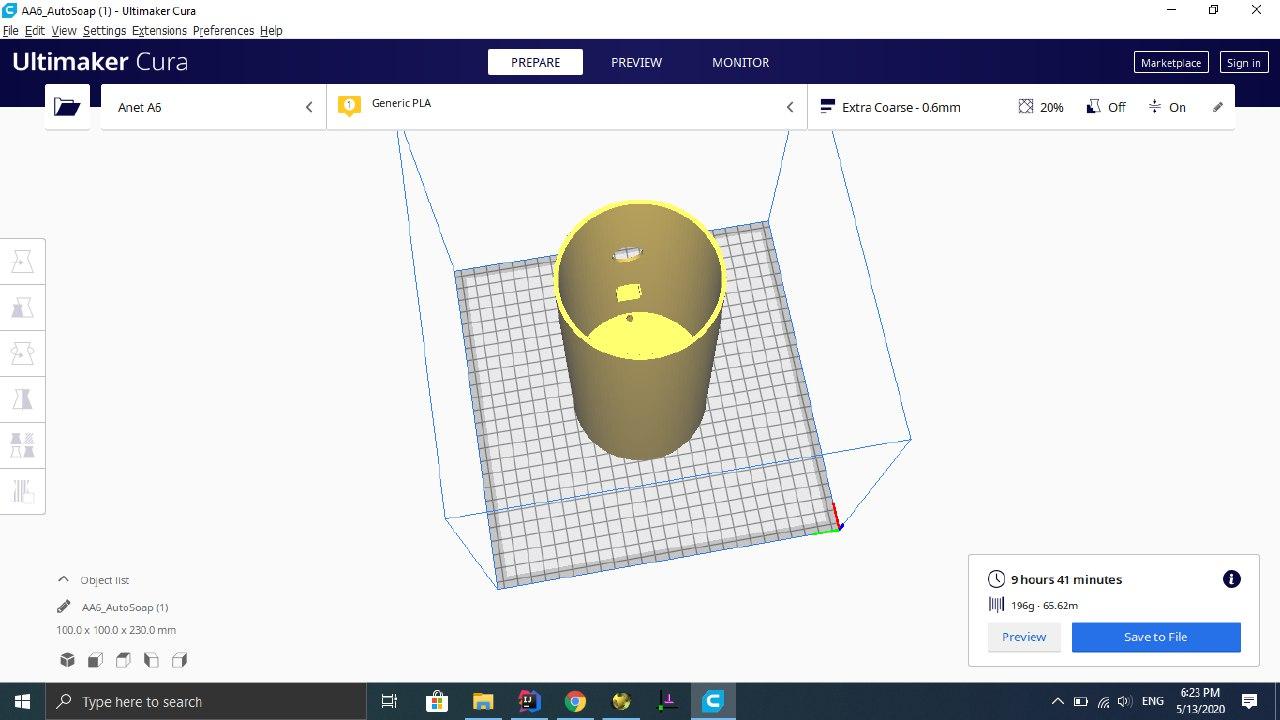 AA6_AutoSoap (1) - Ultimaker Cura
File Edit View Settings Extensions Preferences Help
Ultimaker Cura
PREPARE
PREVIEW
MONITOR
Marketplace
Sign in
Anet A6
1
Generic PLA
Extra Coarse - 0.6mm
20%
Off
On
Object list
AA6_AutoSoap (1)
100.0 x 100.0 x 230.0 mm
9 hours 41 minutes
196g · 65.62m
Preview
Save to File
Type here to search
ENG
6:23 PM
5/13/2020